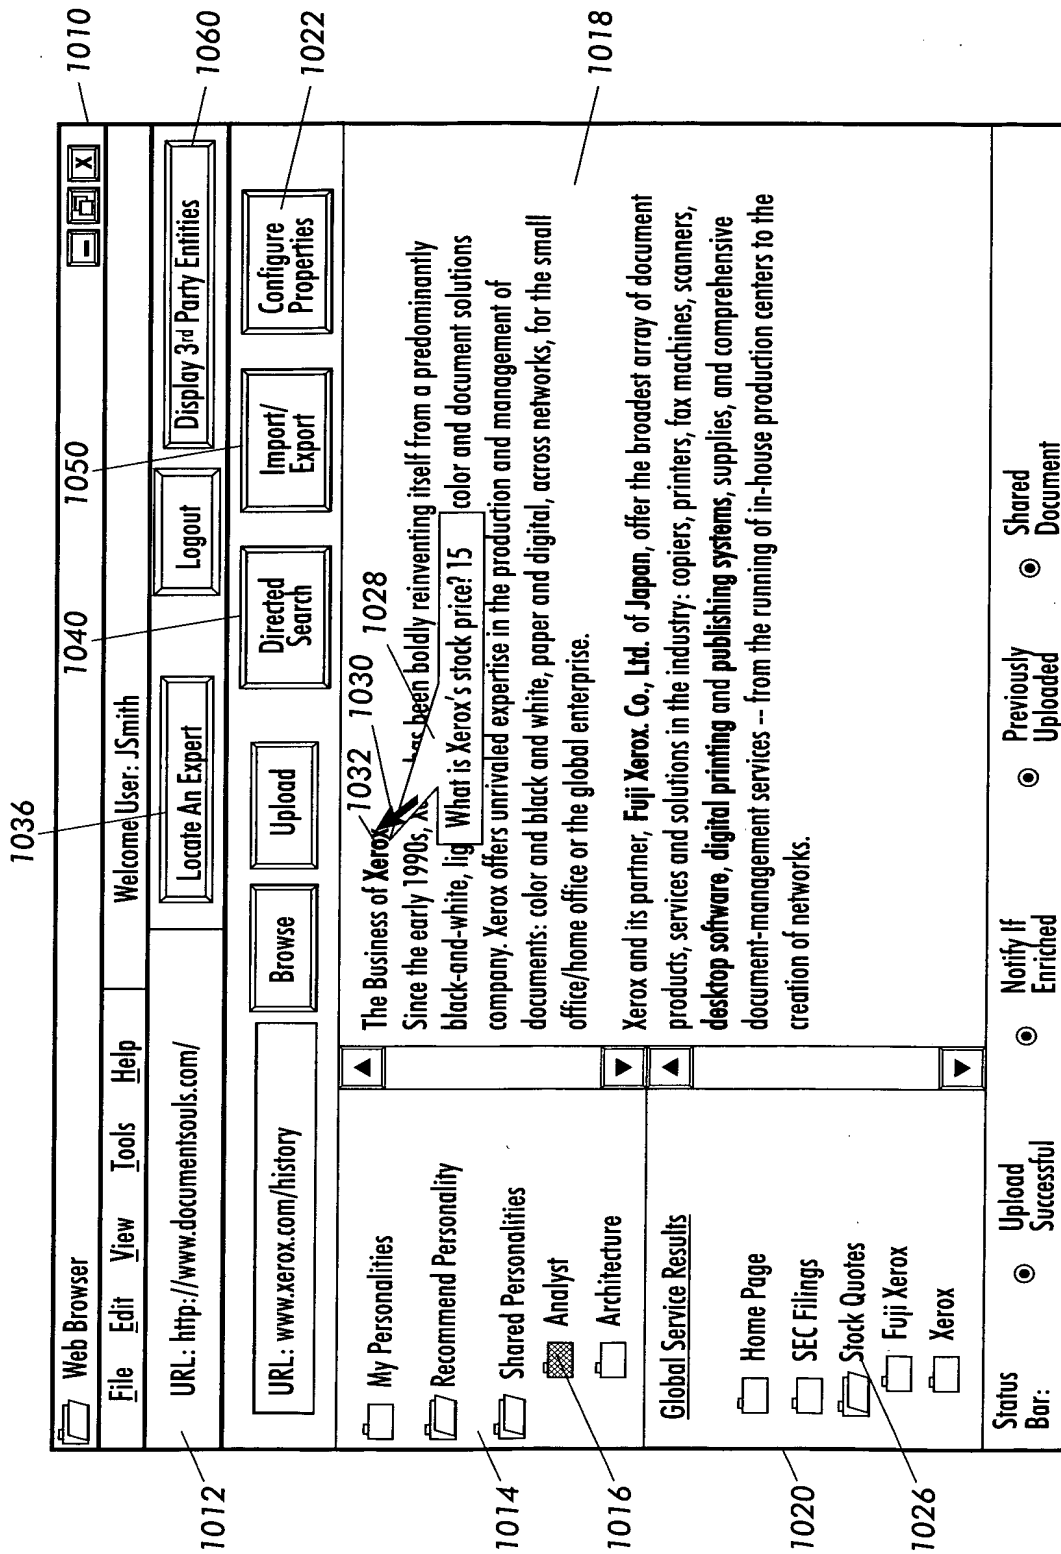 1036
1040
1050
1010
1060
1022
1018
1012
1014
1016
1020
1026
1032
1030
1028
Web Browser
X
File Edit View Tools Help
Welcome User: JSmith
URL: http://www.documentsouls.com/
Locate An Expert
Logout
Display 3rd Party Entities
URL: www.xerox.com/history
Browse
Upload
Directed
Search
Import/
Export
Configure
Properties
My Personalities
Recommend Personality
Shared Personalities
Analyst
Architecture
Global Service Results
Home Page
SEC Filings
Stock Quotes
Fuji Xerox
Xerox
The Business of Xerox
Since the early 1990s, Xe as been boldly reinventing itself from a predominantly
black-and-white, lig What is Xerox's stock price? 15 color and document solutions
company. Xerox offers unrivaled expertise in the production and management of
documents: color and black and white, paper and digital, across networks, for the small
office/home office or the global enterprise.
Xerox and its partner, Fuji Xerox. Co., Ltd. of Japan, offer the broadest array of document
products, services and solutions in the industry: copiers, printers, fax machines, scanners,
desktop software, digital printing and publishing systems, supplies, and comprehensive
document-management services -- from the running of in-house production centers to the
creation of networks.
Status
Bar:
Upload
Successful
Notify If
Enriched
Previously
Uploaded
Shared
Document